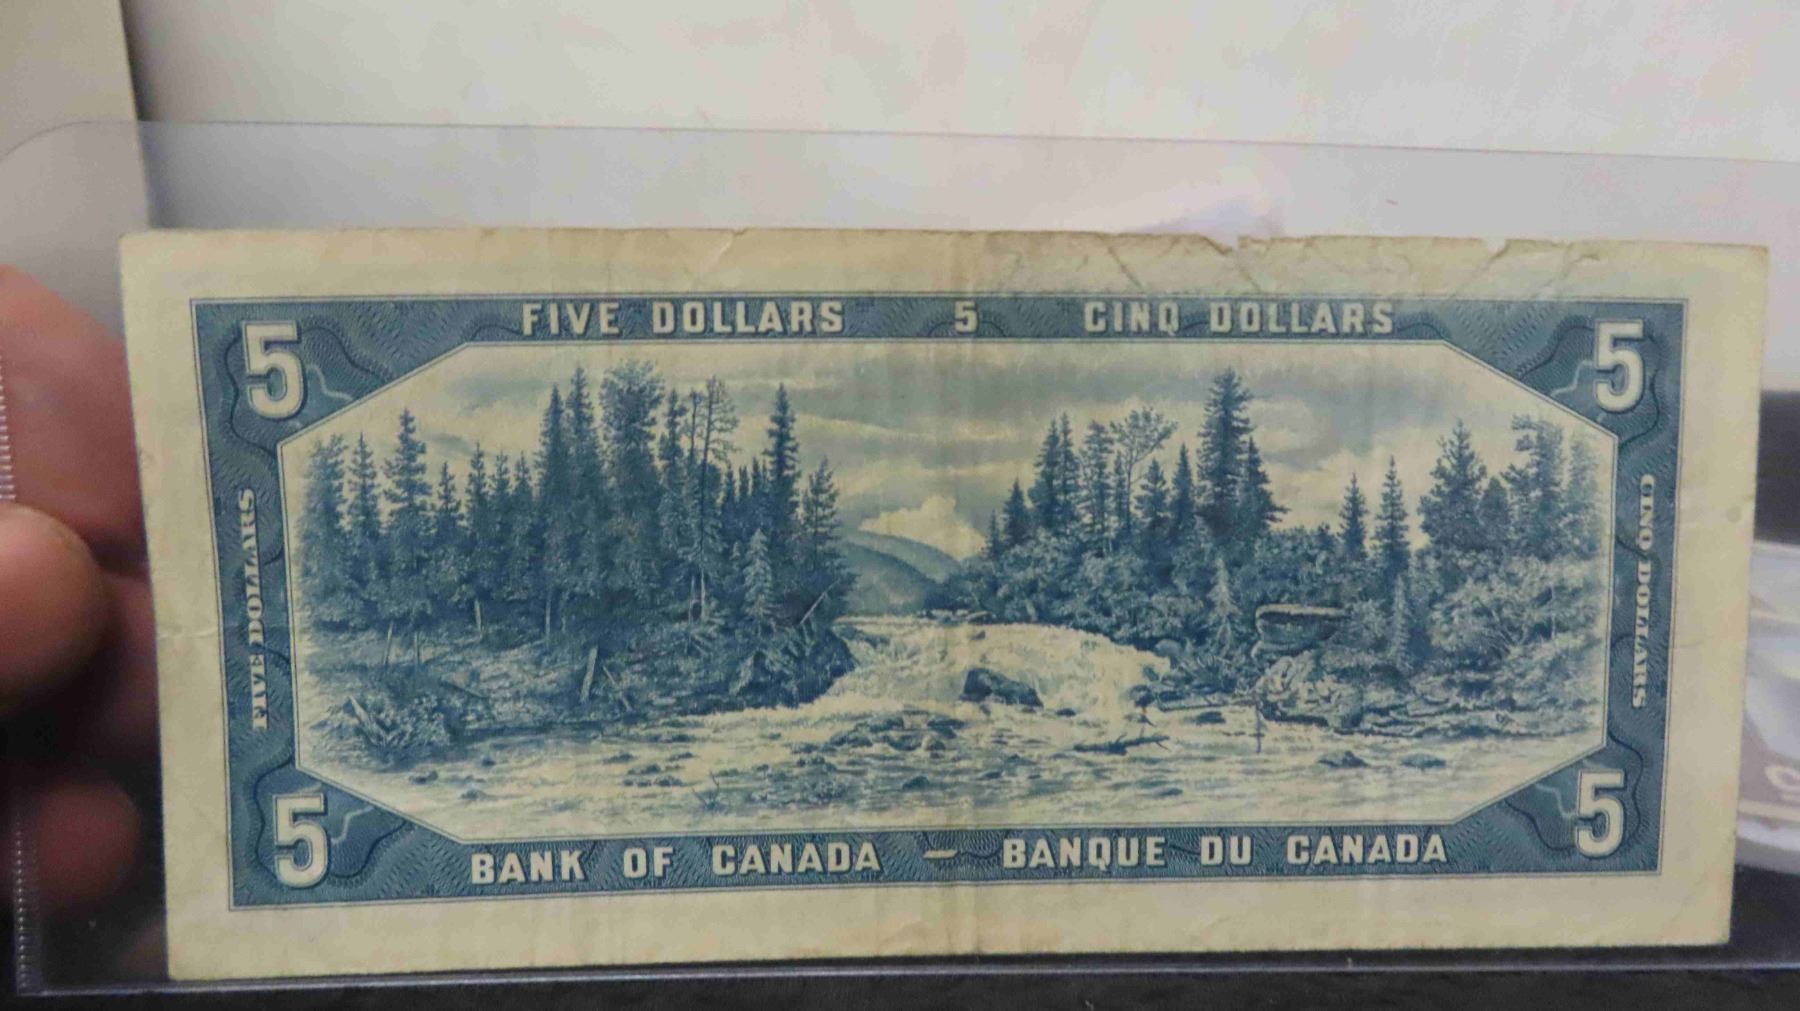 FIVE DOLLARS 5 CINQ DOLLARS
5
5
FIVE DOLLARS
CINQ DOLLARS
5
5
BANK OF CANADA — BANQUE DU CANADA